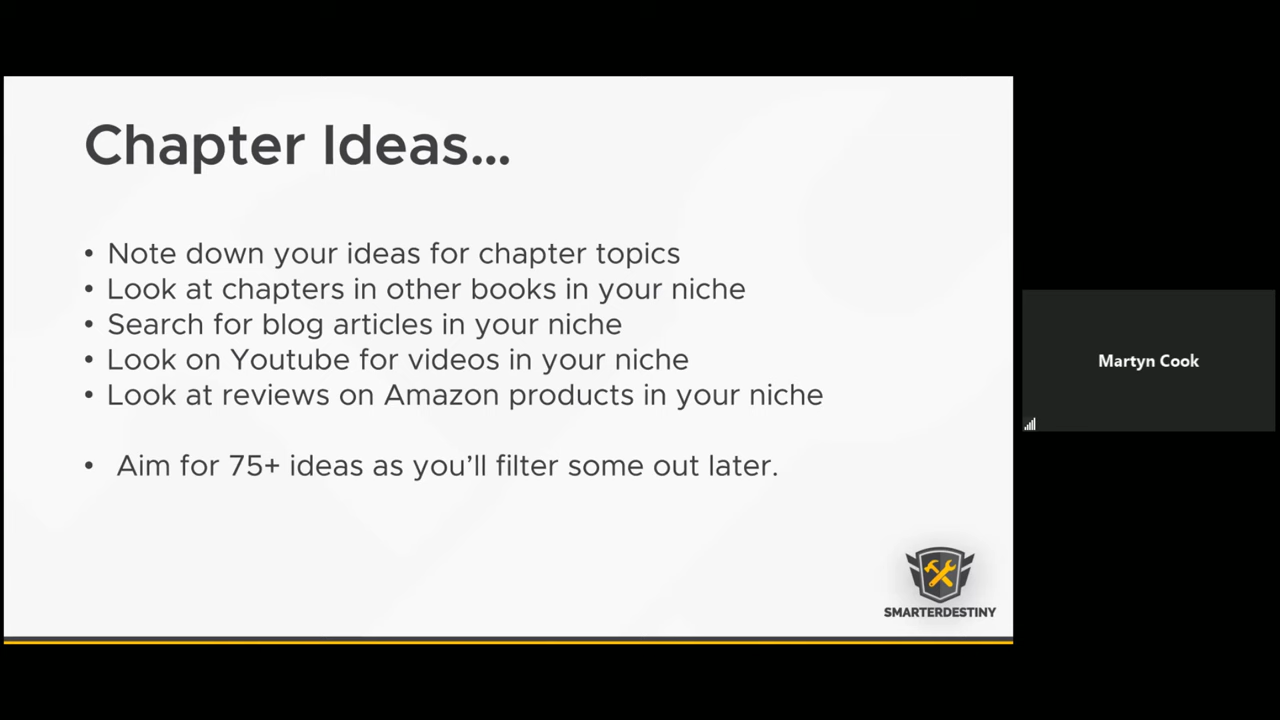 Chapter Ideas...
• Note down your ideas for chapter topics
• Look at chapters in other books in your niche
• Search for blog articles in your niche
• Look on Youtube for videos in your niche
• Look at reviews on Amazon products in your niche
• Aim for 75+ ideas as you’ll filter some out later.
SMARTERDESTINY
Martyn Cook